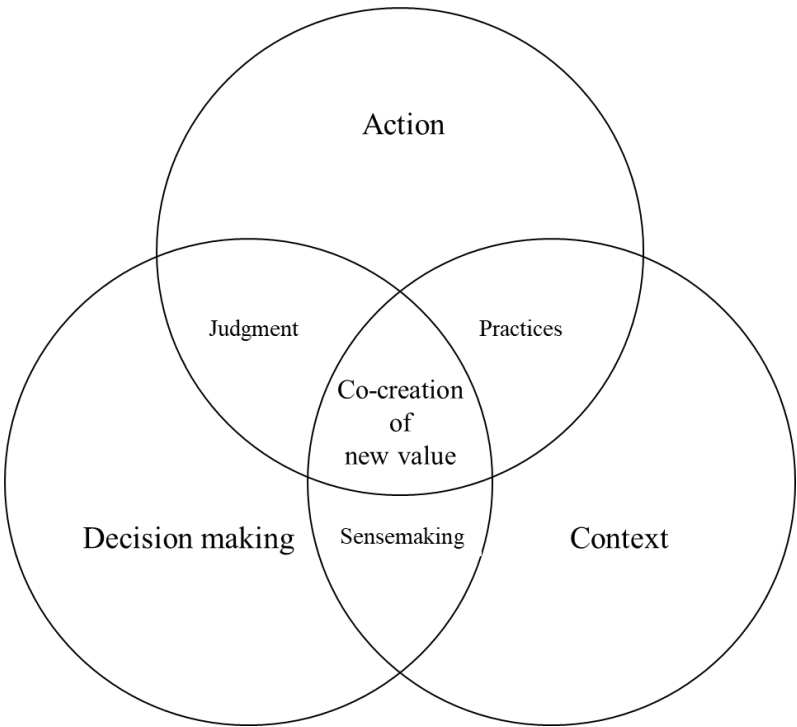 Action
Judgment
Practices
Co-creation
of
new value
Decision making
Sensemaking
Context